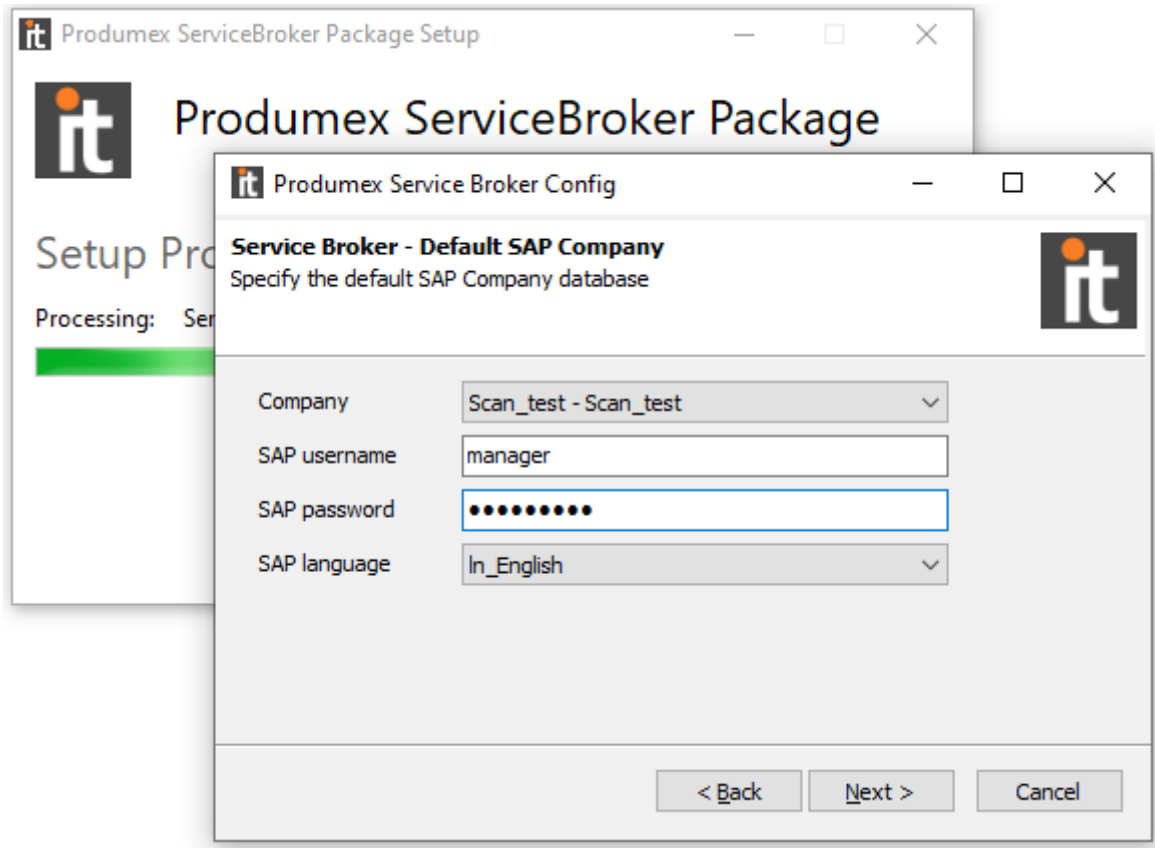 it Produmex ServiceBroker Package Setup
it Produmex ServiceBroker Package
Setup Pro
Processing: Ser
it Produmex Service Broker Config
Service Broker - Default SAP Company
Specify the default SAP Company database
it
Company Scan_test - Scan_test
SAP username manager
SAP password •••••••••
SAP language ln_English
< Back Next > Cancel